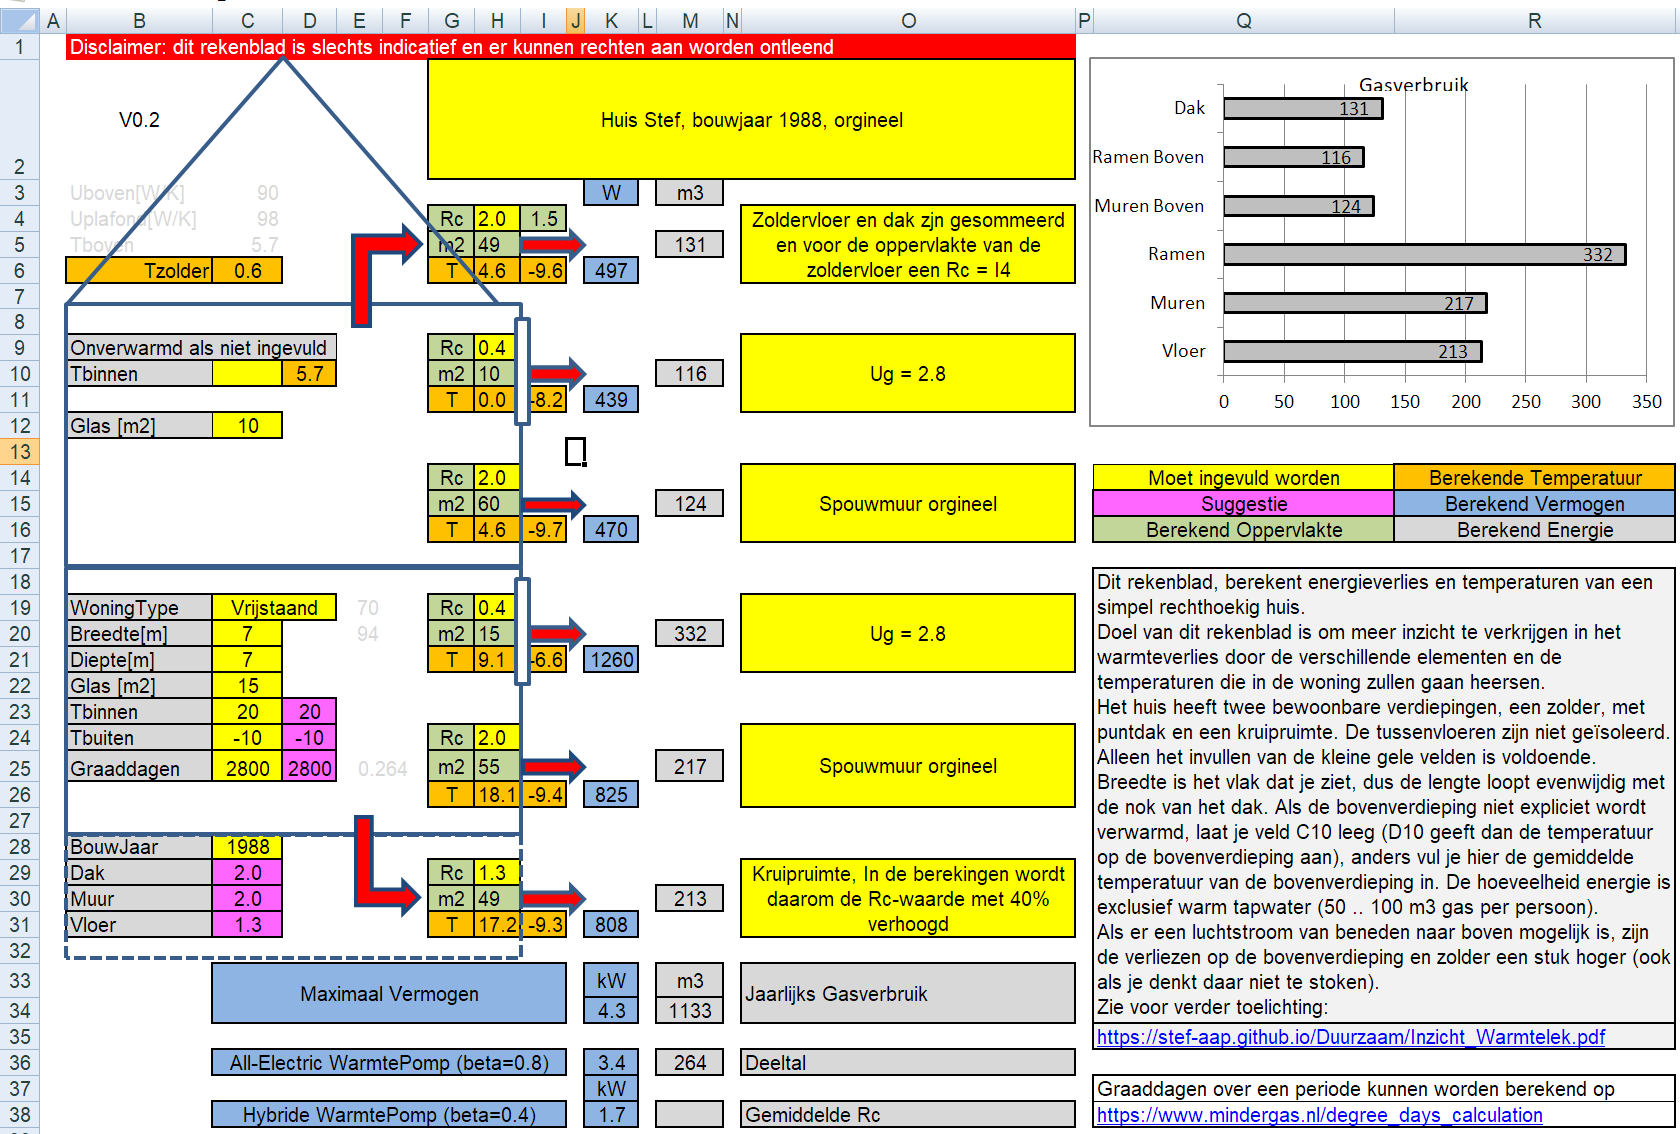 A B C D E F G H I J K L M N O P Q R
1 Disclaimer: dit rekenblad is slechts indicatief en er kunnen rechten aan worden ontleend
2 V0.2 Huis Stef, bouwjaar 1988, orgineel
3 Uboven[W/K] 90 W m3
4 Uplafond[W/K] 98 Rc 2.0 1.5
5 Tboven 5.7 m2 49 131
6 Tzolder 0.6 T 4.6 -9.6 497
Zoldervloer en dak zjn gesommeerd
en voor de oppervlakte van de
zoldervloer een Rc = I4
7
8
9 Onverwarmd als niet ingevuld Rc 0.4
10 Tbinnen 5.7 m2 10 116 Ug = 2.8
11 T 0.0 -8.2 439
12 Glas [m2] 10
13
14 Rc 2.0
15 m2 60 124 Spouwmuur orgineel
16 T 4.6 -9.7 470
17
18
19 WoningType Vrijstaand 70 Rc 0.4
20 Breedte[m] 7 94 m2 15 332 Ug = 2.8
21 Diepte[m] 7 T 9.1 -6.6 1260
22 Glas [m2] 15
23 Tbinnen 20 20
24 Tbuiten -10 -10 Rc 2.0
25 Graaddagen 2800 2800 0.264 m2 55 217 Spouwmuur orgineel
26 T 18.1 -9.4 825
27
28 BouwJaar 1988
29 Dak 2.0 Rc 1.3
30 Muur 2.0 m2 49 213
31 Vloer 1.3 T 17.2 -9.3 808
Kruipruimte, In de berekingen wordt
daarom de Rc-waarde met 40%
verhoogd
32
33 Maximaal Vermogen kW m3 Jaarlijks Gasverbruik
34 4.3 1133
35
36 All-Electric WarmtePomp (beta=0.8) 3.4 264 Deeltal
37 kW
38 Hybride WarmtePomp (beta=0.4) 1.7 Gemiddelde Rc
Gasverbruik
Dak 131
Ramen Boven 116
Muren Boven 124
Ramen 332
Muren 217
Vloer 213
0 50 100 150 200 250 300 350
Moet ingevuld worden Berekende Temperatuur
Suggestie Berekend Vermogen
Berekend Oppervlakte Berekend Energie
Dit rekenblad, berekent energieverlies en temperaturen van een
simpel rechthoekig huis.
Doel van dit rekenblad is om meer inzicht te verkrijgen in het
warmteverlies door de verschillende elementen en de
temperaturen die in de woning zullen gaan heersen.
Het huis heeft twee bewoonbare verdiepingen, een zolder, met
puntdak en een kruipruimte. De tussenvloeren zijn niet geïsoleerd.
Alleen het invullen van de kleine gele velden is voldoende.
Breedte is het vlak dat je ziet, dus de lengte loopt evenwijdig met
de nok van het dak. Als de bovenverdieping niet expliciet wordt
verwarmd, laat je veld C10 leeg (D10 geeft dan de temperatuur
op de bovenverdieping aan), anders vul je hier de gemiddelde
temperatuur van de bovenverdieping in. De hoeveelheid energie is
exclusief warm tapwater (50 .. 100 m3 gas per persoon).
Als er een luchtstroom van beneden naar boven mogelijk is, zijn
de verliezen op de bovenverdieping en zolder een stuk hoger (ook
als je denkt daar niet te stoken).
Zie voor verder toelichting:
https://stef-aap.github.io/Duurzaam/Inzicht_Warmtelek.pdf
Graaddagen over een periode kunnen worden berekend op
https://www.mindergas.nl/degree_days_calculation